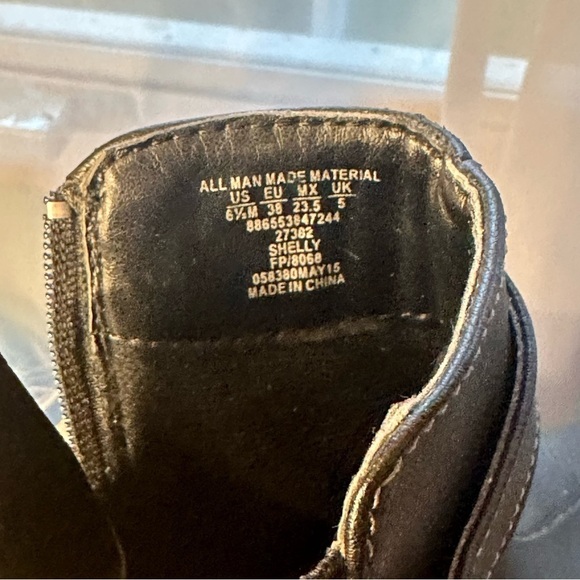 ALL MAN MADE MATERIAL
US EU MX UK
6½M 38 23.5 5
886553847244
27382
SHELLY
FP/8068
058380MAY15
MADE IN CHINA